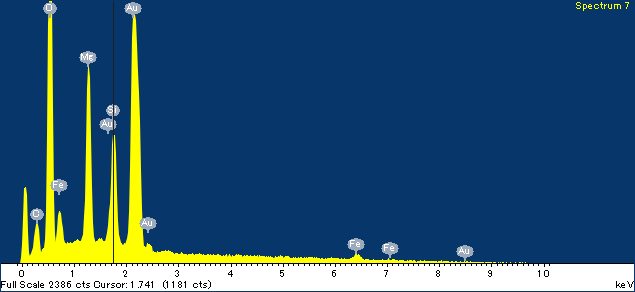 Spectrum 7
O Au
Mg
Si
Au
Fe
C
Au
Fe Fe Au
0 1 2 3 4 5 6 7 8 9 10
Full Scale 2386 cts Cursor: 1.741 (1181 cts) keV